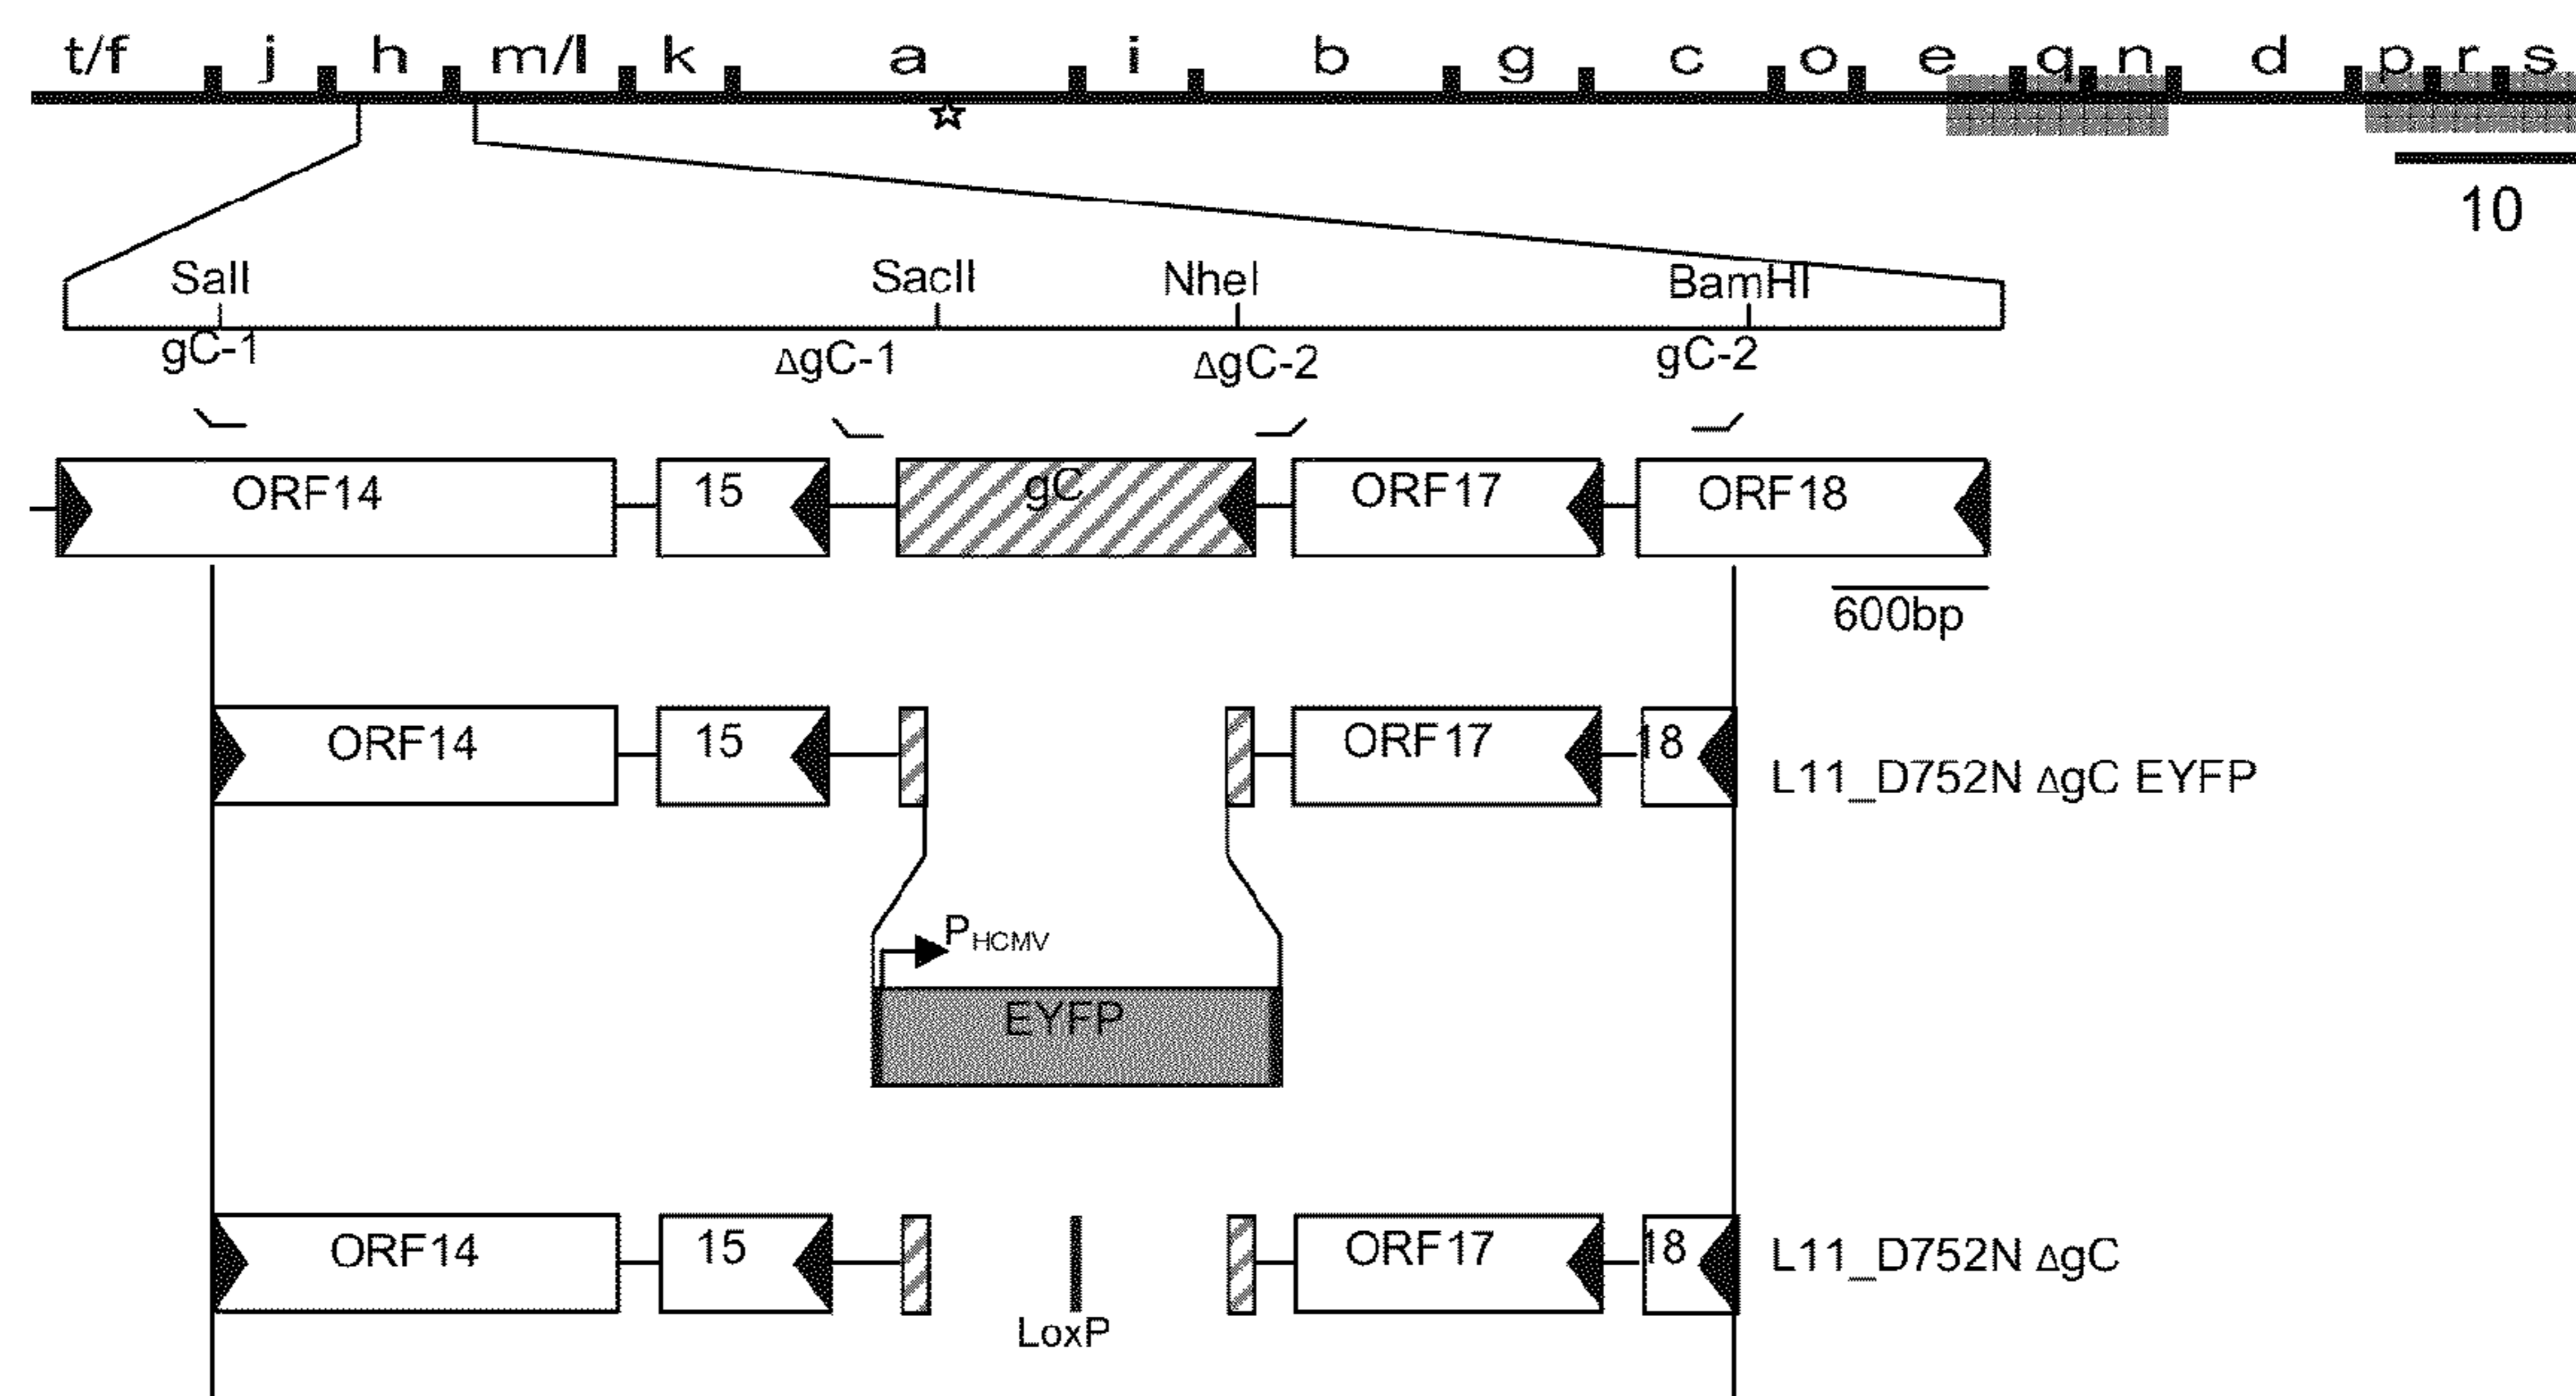 t/f j h m/l k a i b g c o e q n d p r s
10
SalI SacII NheI BamHI
gC-1 ΔgC-1 ΔgC-2 gC-2
ORF14 15 gC ORF17 ORF18
600bp
ORF14 15 ORF17 18 L11_D752N ΔgC EYFP
PHCMV
EYFP
ORF14 15 ORF17 18 L11_D752N ΔgC
LoxP